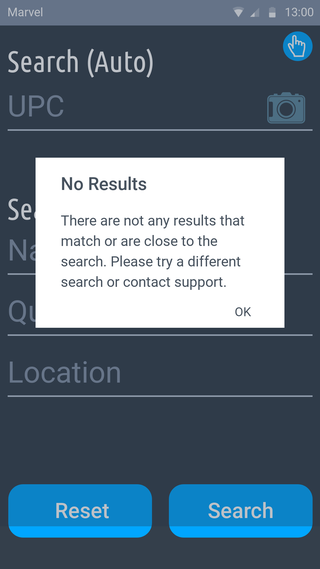 Marvel
13:00
Search (Auto)
UPC
Se
No Results
There are not any results that
match or are close to the
search. Please try a different
search or contact support.
OK
Na
Qu
Location
Reset
Search